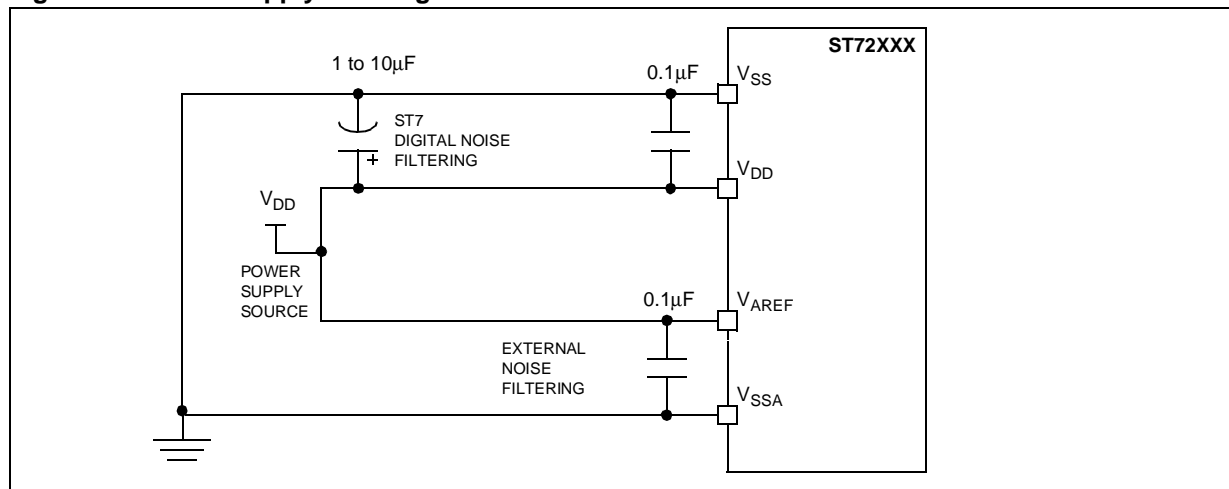 ST72XXX
1 to 10μF
0.1μF
VSS
ST7
DIGITAL NOISE
FILTERING
+
VDD
VDD
POWER
SUPPLY
SOURCE
0.1μF
VAREF
EXTERNAL
NOISE
FILTERING
VSSA